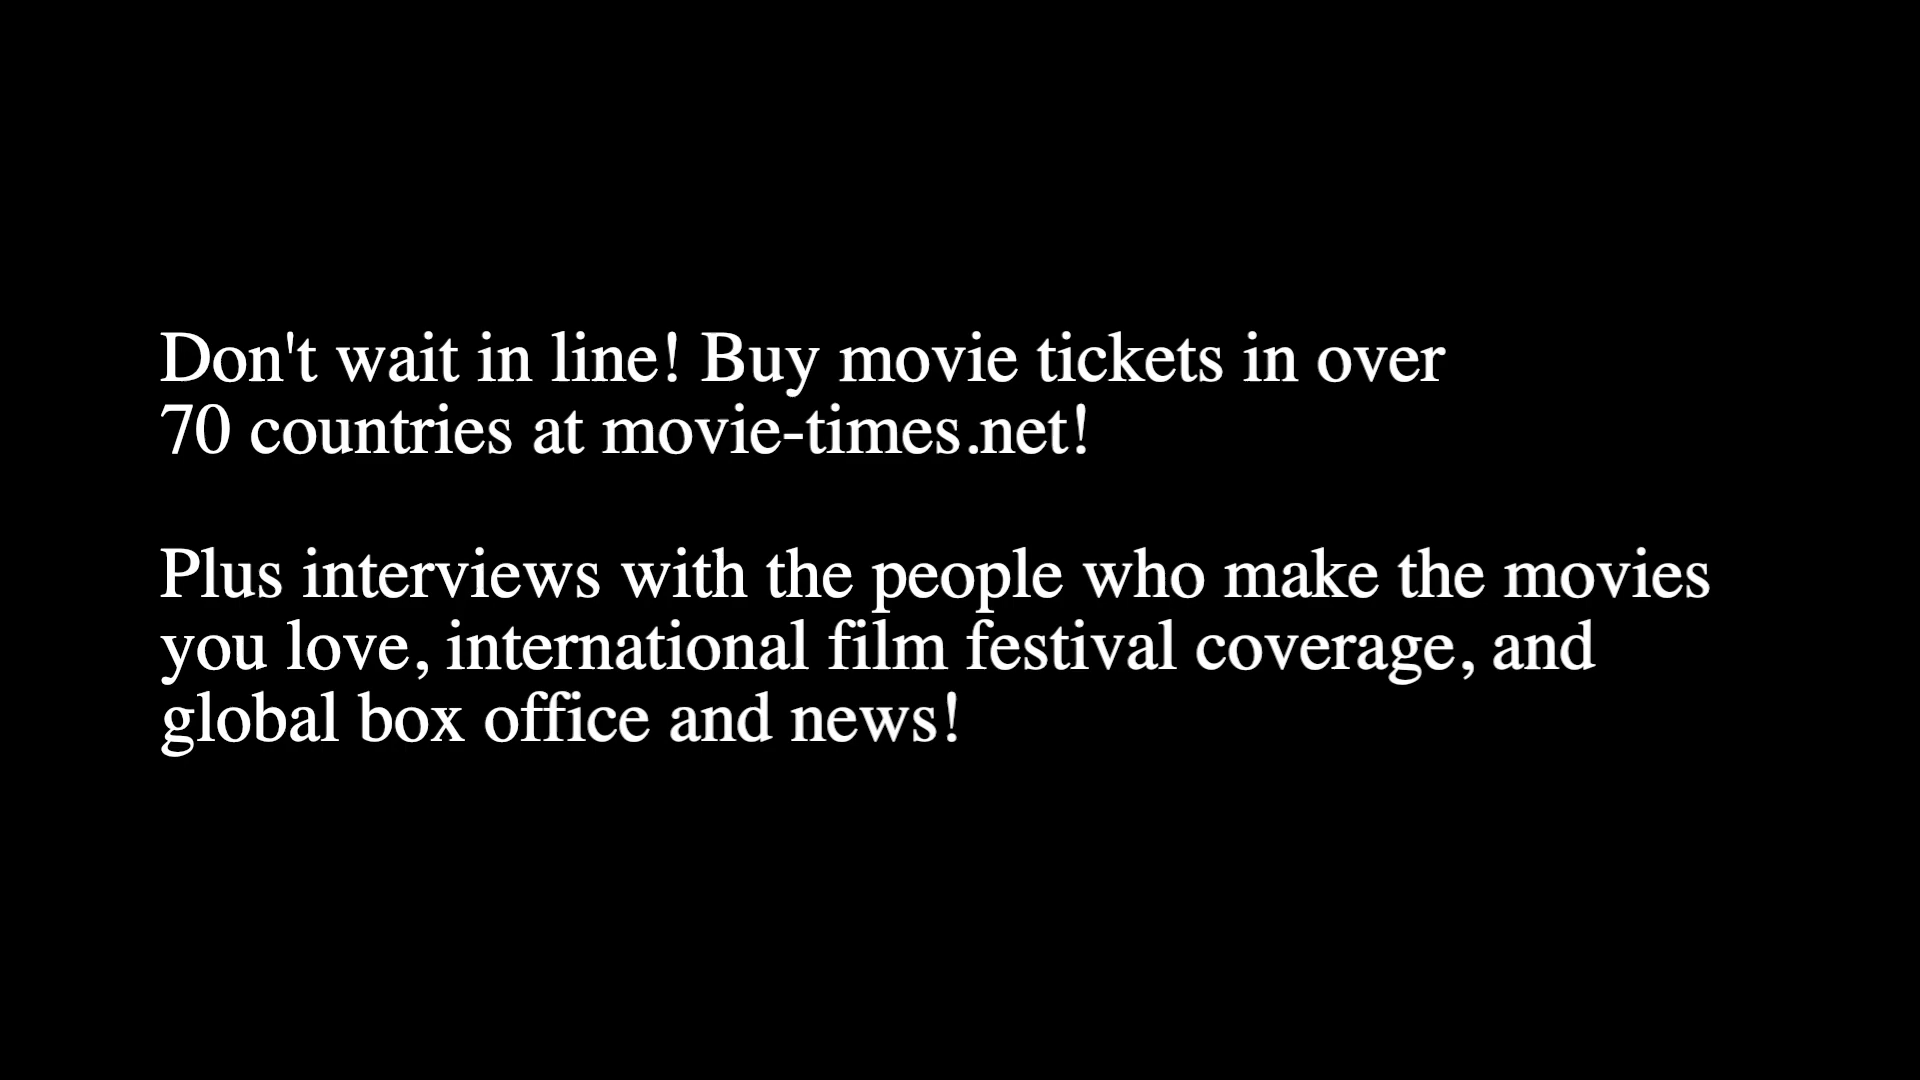 Don't wait in line! Buy movie tickets in over
70 countries at movie-times.net!
Plus interviews with the people who make the movies
you love, international film festival coverage, and
global box office and news!